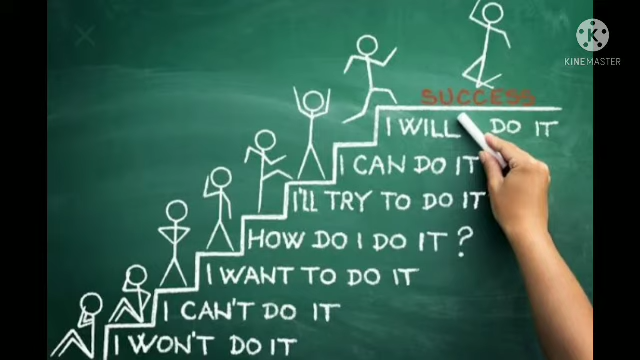 KINEMASTER
SUCCESS
I WILL DO IT
I CAN DO IT
I'LL TRY TO DO IT
HOW DO I DO IT?
I WANT TO DO IT
I CAN'T DO IT
I WON'T DO IT